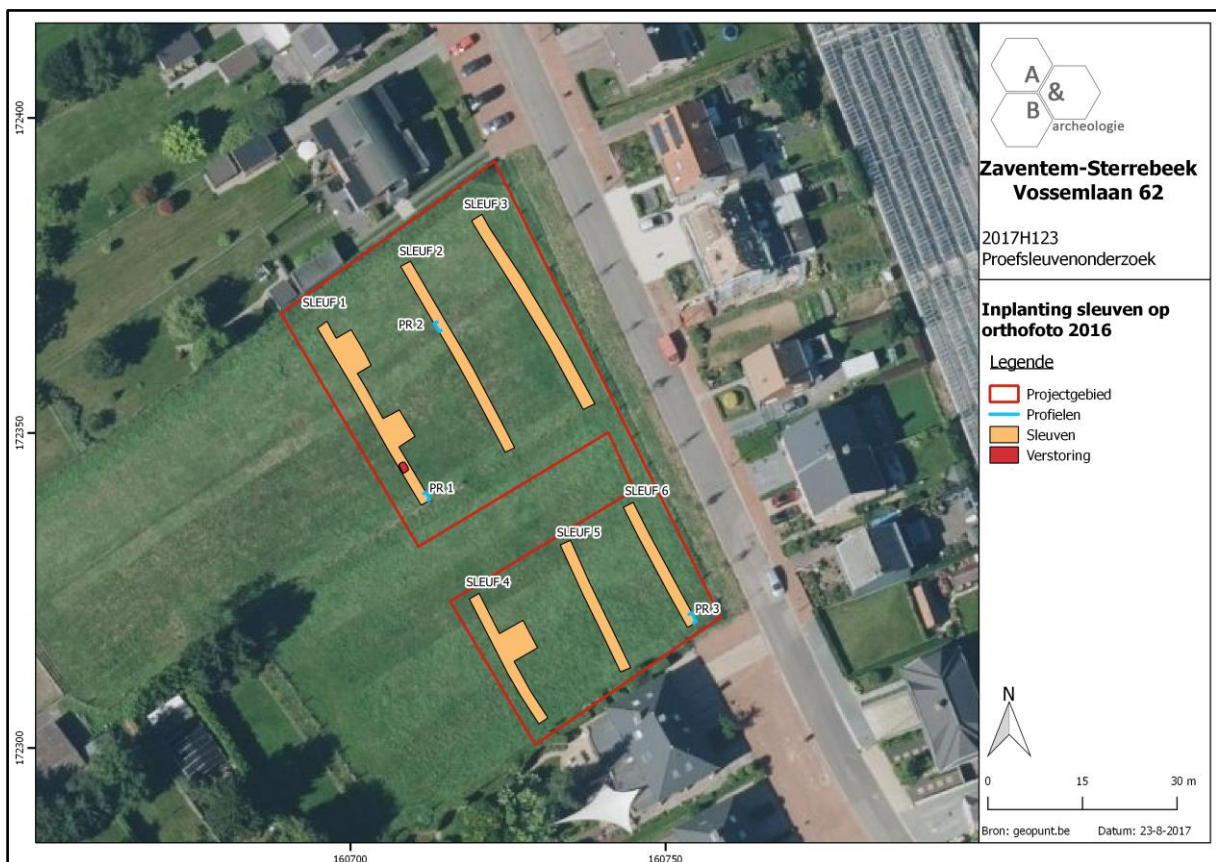 172400
172350
172300
160700
160750
SLEUF 3
SLEUF 2
SLEUF 1
PR 2
PR 1
SLEUF 6
SLEUF 5
SLEUF 4
PR 3
A
&
B
archeologie
Zaventem-Sterrebeek
Vossemlaan 62
2017H123
Proefsleuvenonderzoek
Inplanting sleuven op
orthofoto 2016
Legende
Projectgebied
Profielen
Sleuven
Verstoring
N
0 15 30 m
Bron: geopunt.be Datum: 23-8-2017